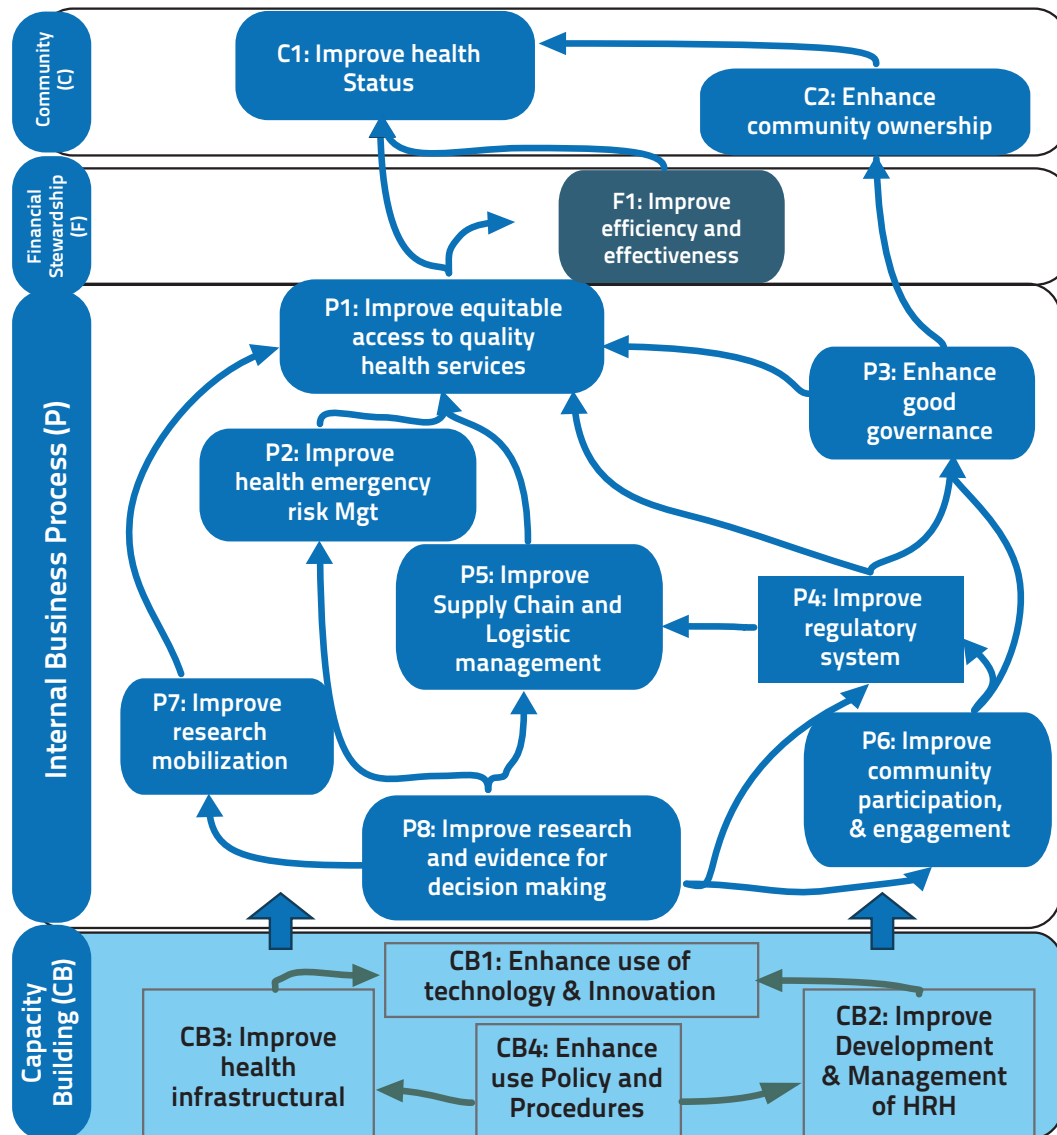 Community
(C)
C1: Improve health
Status
C2: Enhance
community ownership
Financial
Stewardship
(F)
F1: Improve
efficiency and
effectiveness
Internal Business Process (P)
P1: Improve equitable
access to quality
health services
P3: Enhance
good
governance
P2: Improve
health emergency
risk Mgt
P5: Improve
Supply Chain and
Logistic
management
P4: Improve
regulatory
system
P7: Improve
research
mobilization
P6: Improve
community
participation,
& engagement
P8: Improve research
and evidence for
decision making
Capacity
Building (CB)
CB1: Enhance use of
technology & Innovation
CB3: Improve
health
infrastructural
CB4: Enhance
use Policy and
Procedures
CB2: Improve
Development
& Management
of HRH